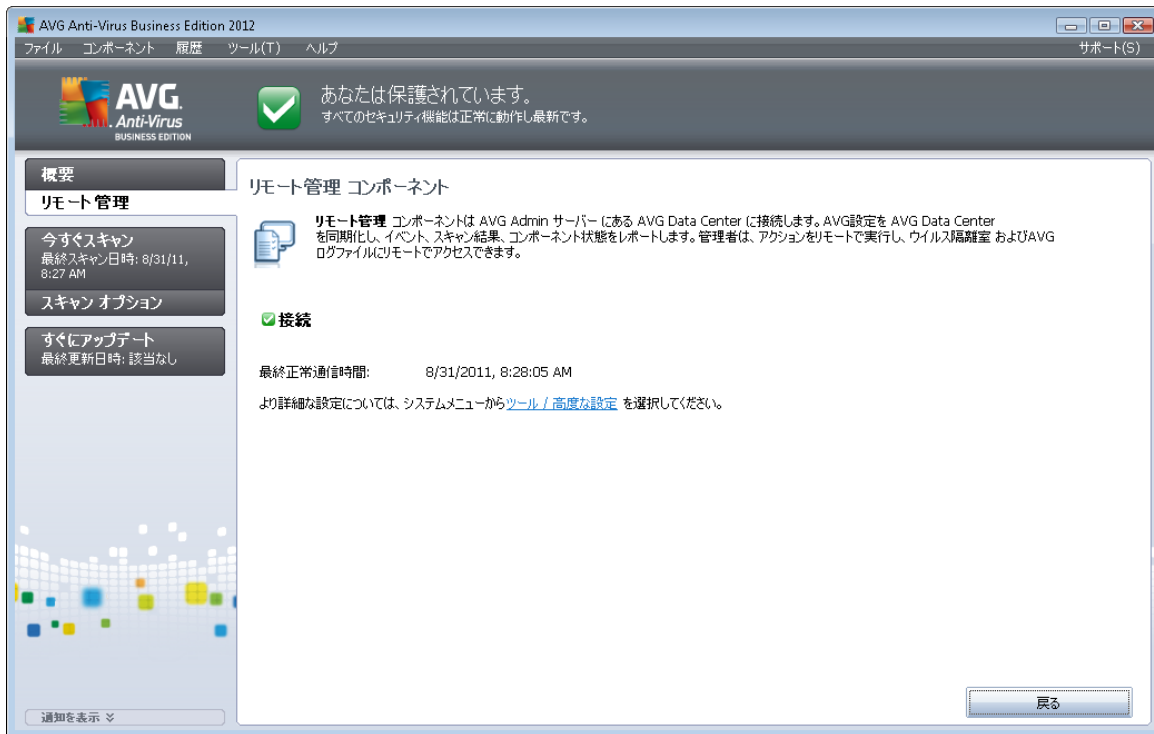 AVG Anti-Virus Business Edition 2012
ファイル コンポーネント 履歴 ツール(T) ヘルプ サポート(S)
AVG.
Anti-Virus
BUSINESS EDITION
あなたは保護されています。
すべてのセキュリティ機能は正常に動作し最新です。
概要
リモート管理
今すぐスキャン
最終スキャン日時: 8/31/11,
8:27 AM
スキャン オプション
すぐにアップデート
最終更新日時: 該当なし
通知を表示
リモート管理 コンポーネント
リモート管理 コンポーネントは AVG Admin サーバー にある AVG Data Center に接続します。AVG設定を AVG Data Center
を同期化し、イベント、スキャン結果、コンポーネント状態をレポートします。管理者は、アクションをリモートで実行し、ウイルス隔離室 およびAVG
ログファイルにリモートでアクセスできます。
接続
最終正常通信時間: 8/31/2011, 8:28:05 AM
より詳細な設定については、システムメニューからツール / 高度な設定 を選択してください。
戻る